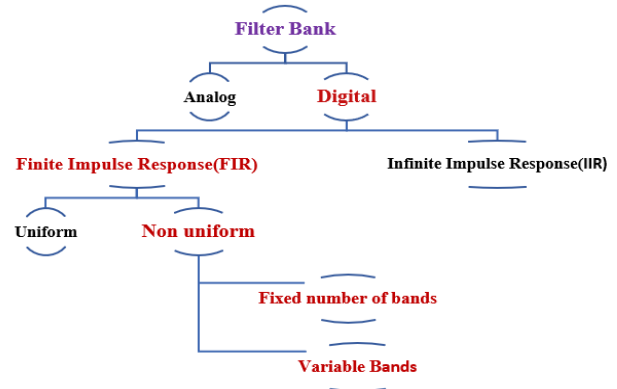 Filter Bank
Analog
Digital
Finite Impulse Response(FIR)
Infinite Impulse Response(IIR)
Uniform
Non uniform
Fixed number of bands
Variable Bands